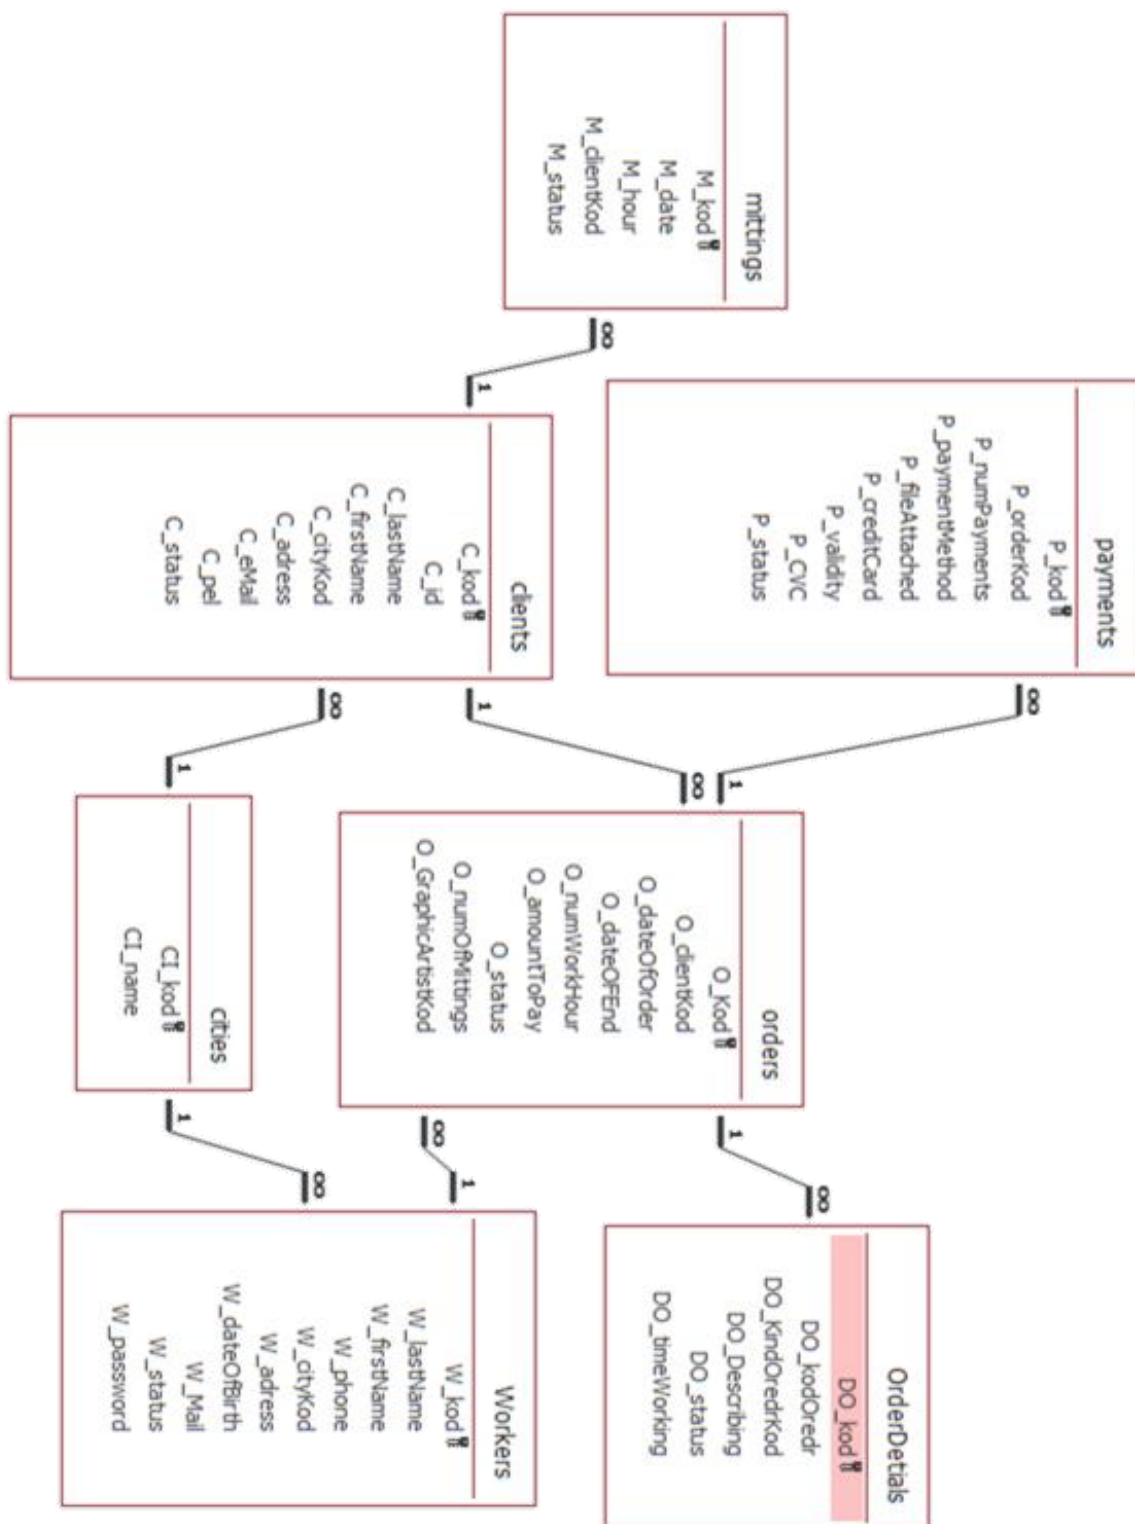 mittings
M_kod
M_date
M_hour
M_clientKod
M_status
∞
1
payments
P_kod
P_orderKod
P_numPayments
P_paymentMethod
P_fileAttached
P_creditCard
P_validity
P_CVC
P_status
∞
1
clients
C_kod
C_id
C_lastName
C_firstName
C_cityKod
C_adress
C_eMail
C_pel
C_status
1
∞
∞
1
orders
O_Kod
O_clientKod
O_dateOfOrder
O_dateOFEnd
O_numWorkHour
O_amountToPay
O_status
O_numOfMittings
O_GraphicArtistKod
1
∞
∞
1
cities
CI_kod
CI_name
1
∞
OrderDetials
DO_kod
DO_kodOredr
DO_KindOredrKod
DO_Describing
DO_status
DO_timeWorking
Workers
W_kod
W_lastName
W_firstName
W_phone
W_cityKod
W_adress
W_dateOfBirth
W_Mail
W_status
W_password